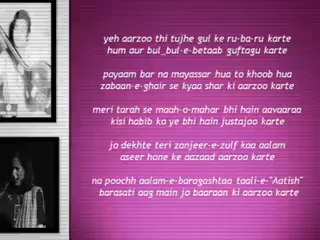 yeh aarzoo thi tujhe gul ke ru-ba-ru karte
hum aur bul_bul-e-betaab guftagu karte
payaam bar na mayassar hua to khoob hua
zabaan-e-ghair se kyaa shar ki aarzoo karte
meri tarah se maah-o-mahar bhi hain aavaaraa
kisi habib ko ye bhi hain justajoo karte
jo dekhte teri zanjeer-e-zulf kaa aalam
aseer hone ke aazaad aarzoo karte
na poochh aalam-e-baragashtaa taali-e-"Aatish"
barasati aag main jo baaraan ki aarzoo karte